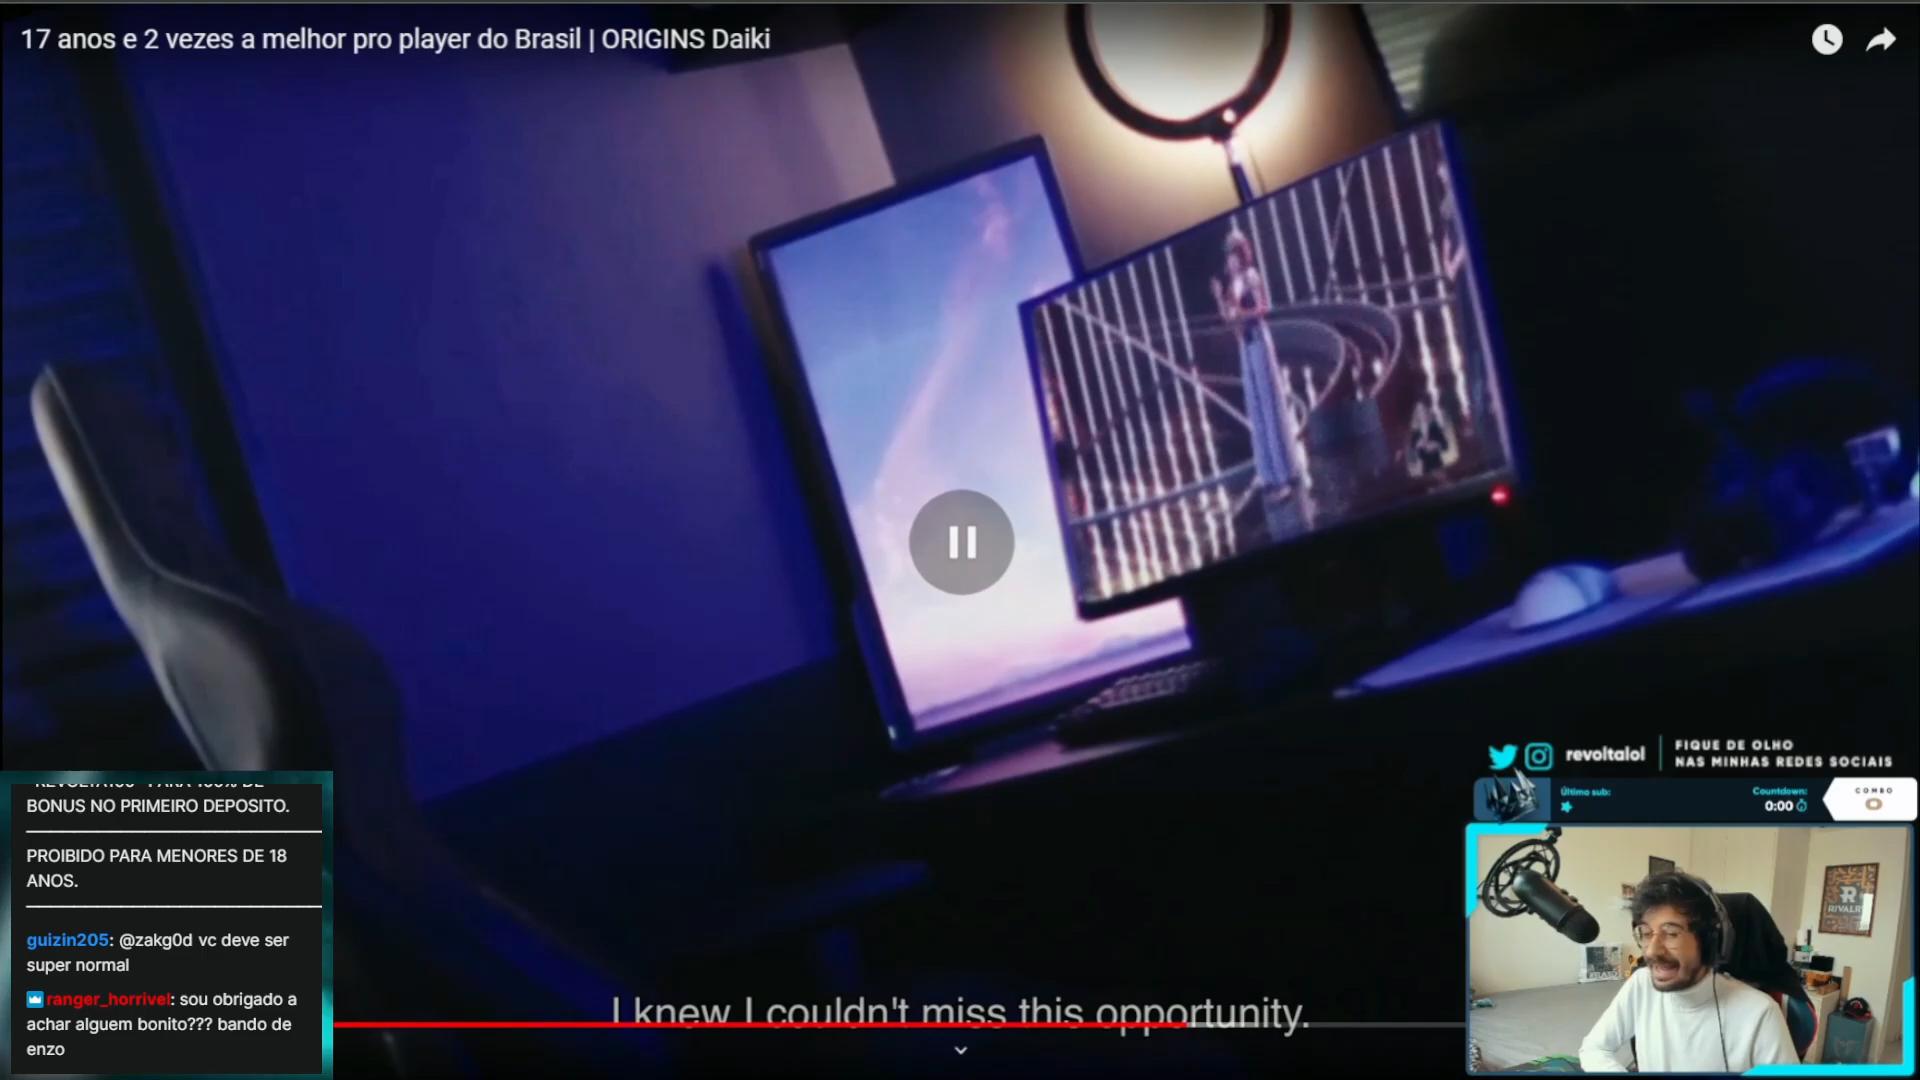 17 anos e 2 vezes a melhor pro player do Brasil | ORIGINS Daiki
I knew I couldn't miss this opportunity.
BONUS NO PRIMEIRO DEPOSITO.
PROIBIDO PARA MENORES DE 18
ANOS.
guizin205: @zakg0d vc deve ser
super normal
ranger_horrivel: sou obrigado a
achar alguem bonito??? bando de
enzo
revoltalol
FIQUE DE OLHO
NAS MINHAS REDES SOCIAIS
Último sub:
Countdown:
0:00
COMBO
0
RIVALRY